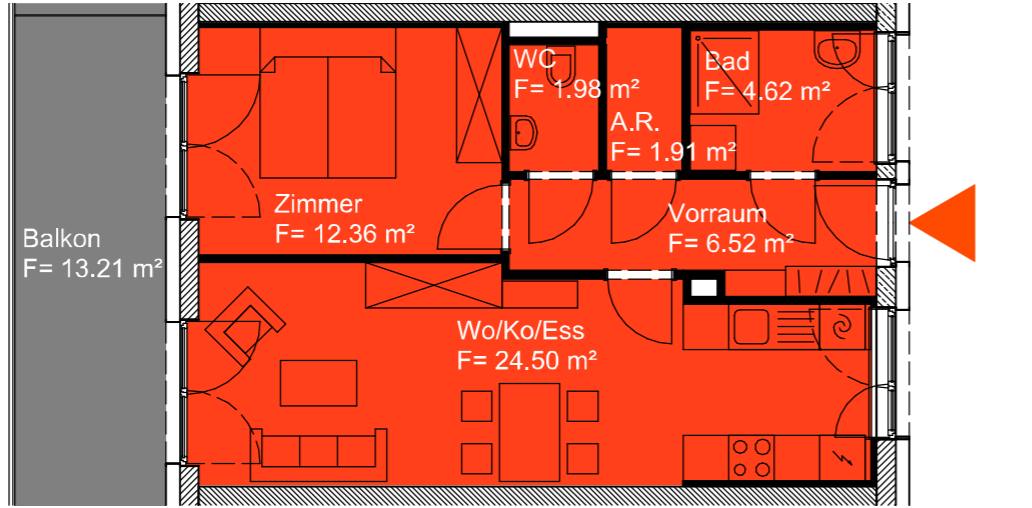 WC
F= 1.98 m²
Bad
F= 4.62 m²
A.R.
F= 1.91 m²
Zimmer
F= 12.36 m²
Vorraum
F= 6.52 m²
Balkon
F= 13.21 m²
Wo/Ko/Ess
F= 24.50 m²